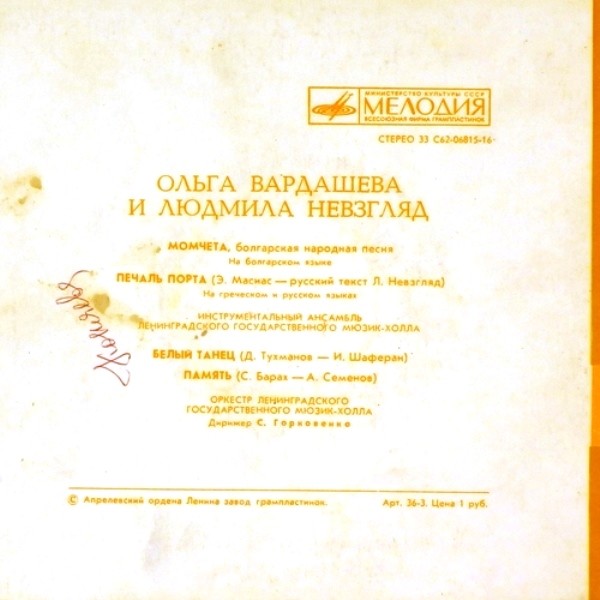 МИНИСТЕРСТВО КУЛЬТУРЫ СССР
МЕЛОДИЯ
ВСЕСОЮЗНАЯ ФИРМА ГРАМПЛАСТИНОК
СТЕРЕО 33 С62-06815-16
ОЛЬГА ВАРДАШЕВА
И ЛЮДМИЛА НЕВЗГЛЯД
МОМЧЕТА, болгарская народная песня
На болгарском языке
ПЕЧАЛЬ ПОРТА (Э. Масиас — русский текст Л. Невзгляд)
На греческом и русском языках
ИНСТРУМЕНТАЛЬНЫЙ АНСАМБЛЬ
ЛЕНИНГРАДСКОГО ГОСУДАРСТВЕННОГО МЮЗИК-ХОЛЛА
БЕЛЫЙ ТАНЕЦ (Д. Тухманов — И. Шаферан)
ПАМЯТЬ (С. Барах — А. Семенов)
ОРКЕСТР ЛЕНИНГРАДСКОГО
ГОСУДАРСТВЕННОГО МЮЗИК-ХОЛЛА
Дирижер С. Горковенко
© Апрелевский ордена Ленина завод грампластинок. Арт. 36-3. Цена 1 руб.